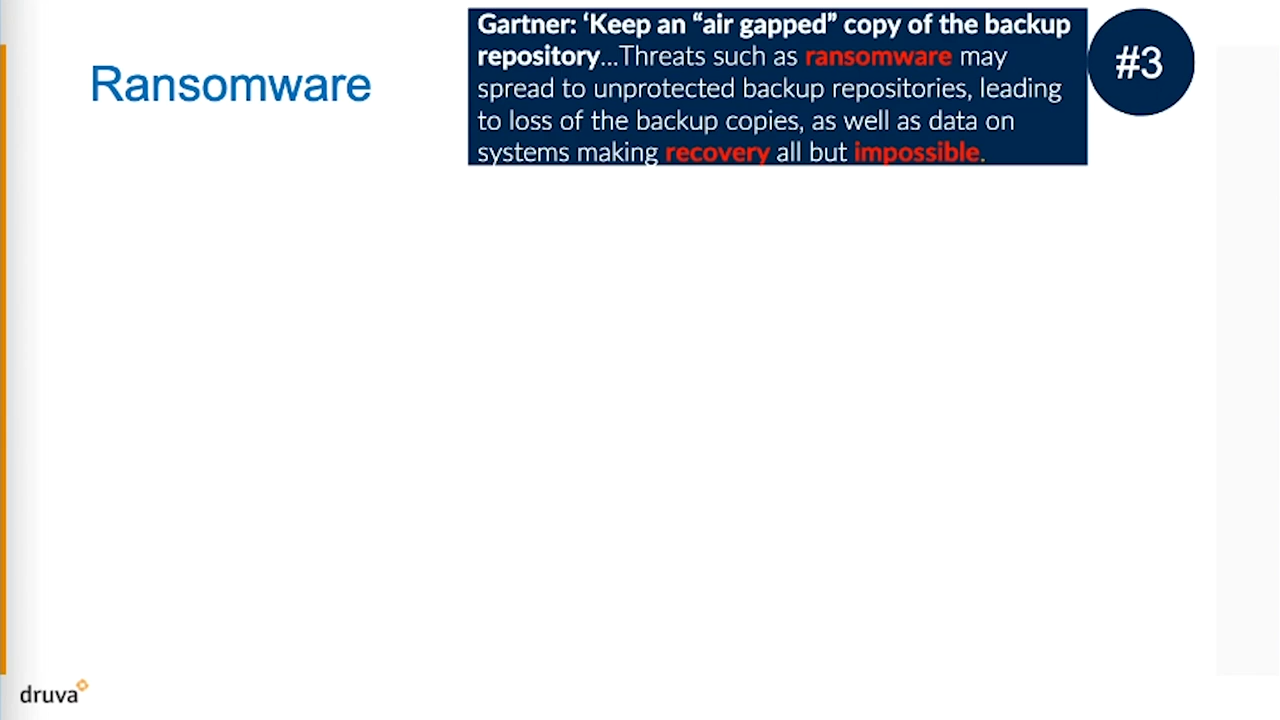 Ransomware
Gartner: ‘Keep an “air gapped” copy of the backup
repository...Threats such as ransomware may
spread to unprotected backup repositories, leading
to loss of the backup copies, as well as data on
systems making recovery all but impossible.
#3
druva